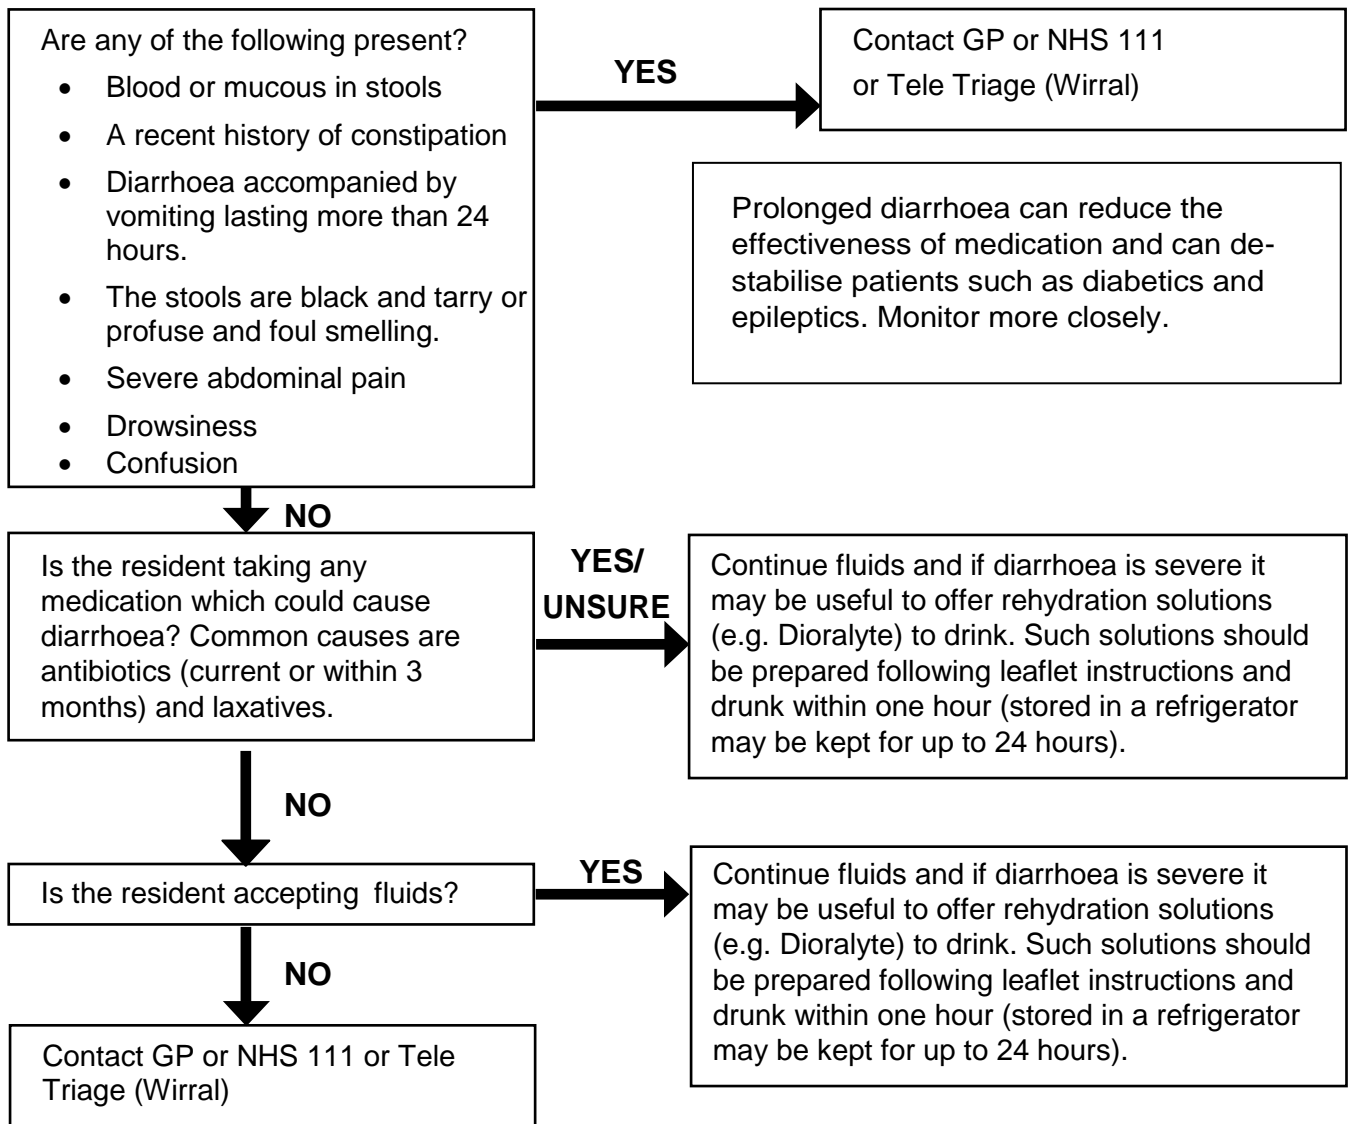 Are any of the following present?
• Blood or mucous in stools
• A recent history of constipation
• Diarrhoea accompanied by
vomiting lasting more than 24
hours.
• The stools are black and tarry or
profuse and foul smelling.
• Severe abdominal pain
• Drowsiness
• Confusion
YES
Contact GP or NHS 111
or Tele Triage (Wirral)
Prolonged diarrhoea can reduce the
effectiveness of medication and can de-
stabilise patients such as diabetics and
epileptics. Monitor more closely.
NO
Is the resident taking any
medication which could cause
diarrhoea? Common causes are
antibiotics (current or within 3
months) and laxatives.
YES/
UNSURE
Continue fluids and if diarrhoea is severe it
may be useful to offer rehydration solutions
(e.g. Dioralyte) to drink. Such solutions should
be prepared following leaflet instructions and
drunk within one hour (stored in a refrigerator
may be kept for up to 24 hours).
NO
Is the resident accepting fluids?
YES
Continue fluids and if diarrhoea is severe it
may be useful to offer rehydration solutions
(e.g. Dioralyte) to drink. Such solutions should
be prepared following leaflet instructions and
drunk within one hour (stored in a refrigerator
may be kept for up to 24 hours).
NO
Contact GP or NHS 111 or Tele
Triage (Wirral)